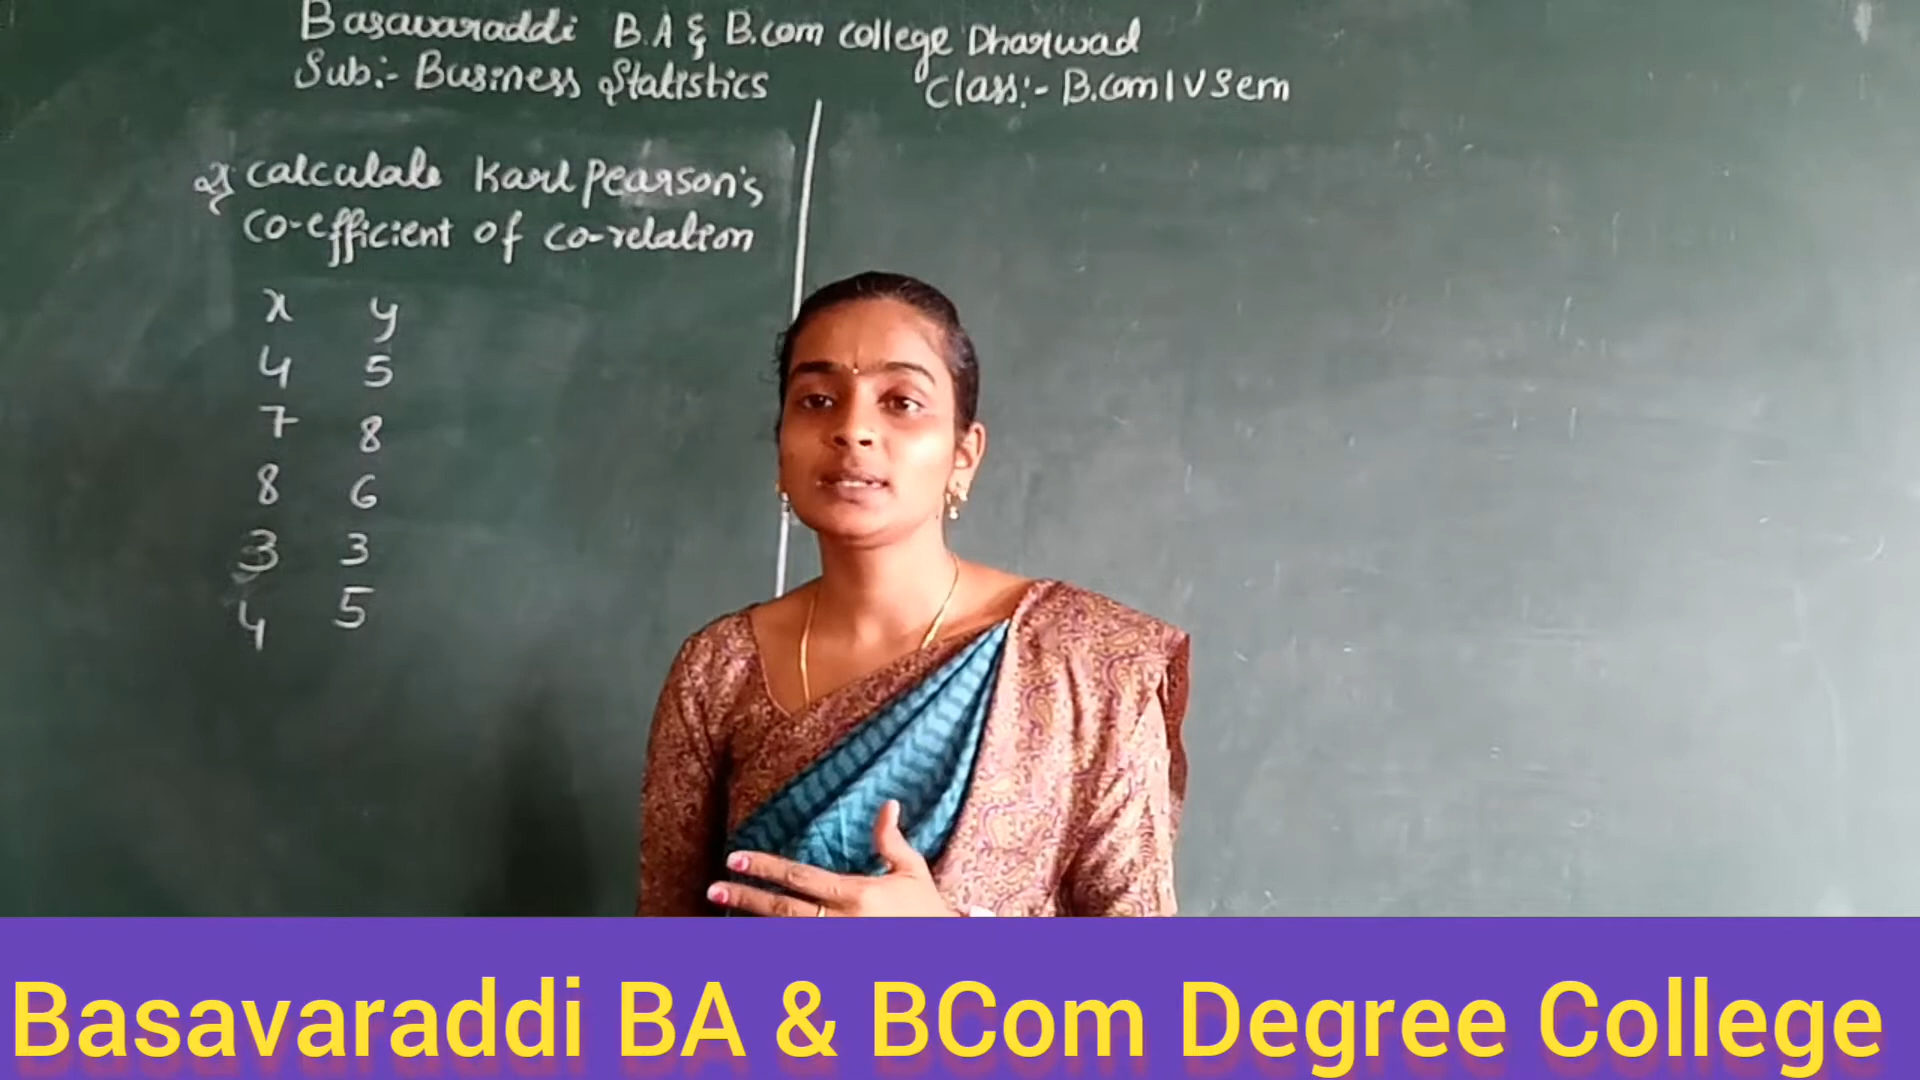 Basavaraddi B.A & B.com college Dharwad
Sub:- Business Statistics Class:- B.com IV Sem
2) calculate Karl Pearson's
co-efficient of co-relation
x y
4 5
7 8
8 6
3 3
4 5
Basavaraddi BA & BCom Degree College